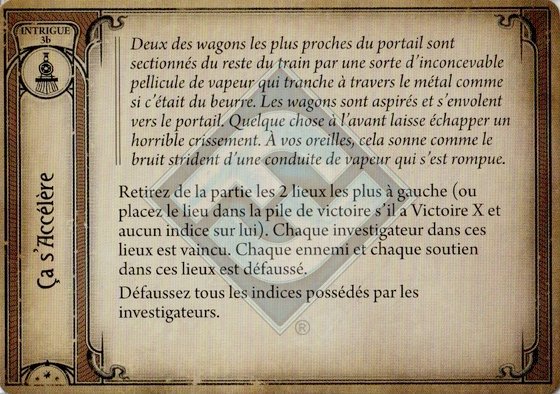 INTRIGUE
3b
Ça s'Accélère
Deux des wagons les plus proches du portail sont
sectionnés du reste du train par une sorte d'inconcevable
pellicule de vapeur qui tranche à travers le métal comme
si c'était du beurre. Les wagons sont aspirés et s'envolent
vers le portail. Quelque chose à l'avant laisse échapper un
horrible crissement. À vos oreilles, cela sonne comme le
bruit strident d'une conduite de vapeur qui s'est rompue.
Retirez de la partie les 2 lieux les plus à gauche (ou
placez le lieu dans la pile de victoire s'il a Victoire X et
aucun indice sur lui). Chaque investigateur dans ces
lieux est vaincu. Chaque ennemi et chaque soutien
dans ces lieux est défaussé.
Défaussez tous les indices possédés par les
investigateurs.
®